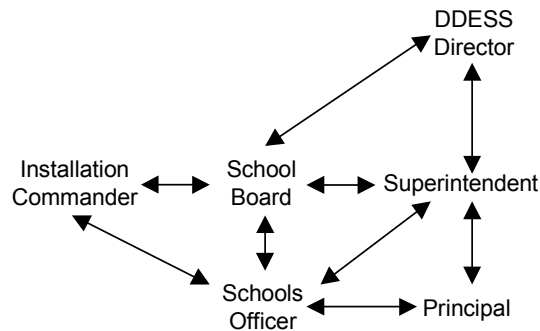 DDESS
Director
Installation
Commander
School
Board
Superintendent
Schools
Officer
Principal